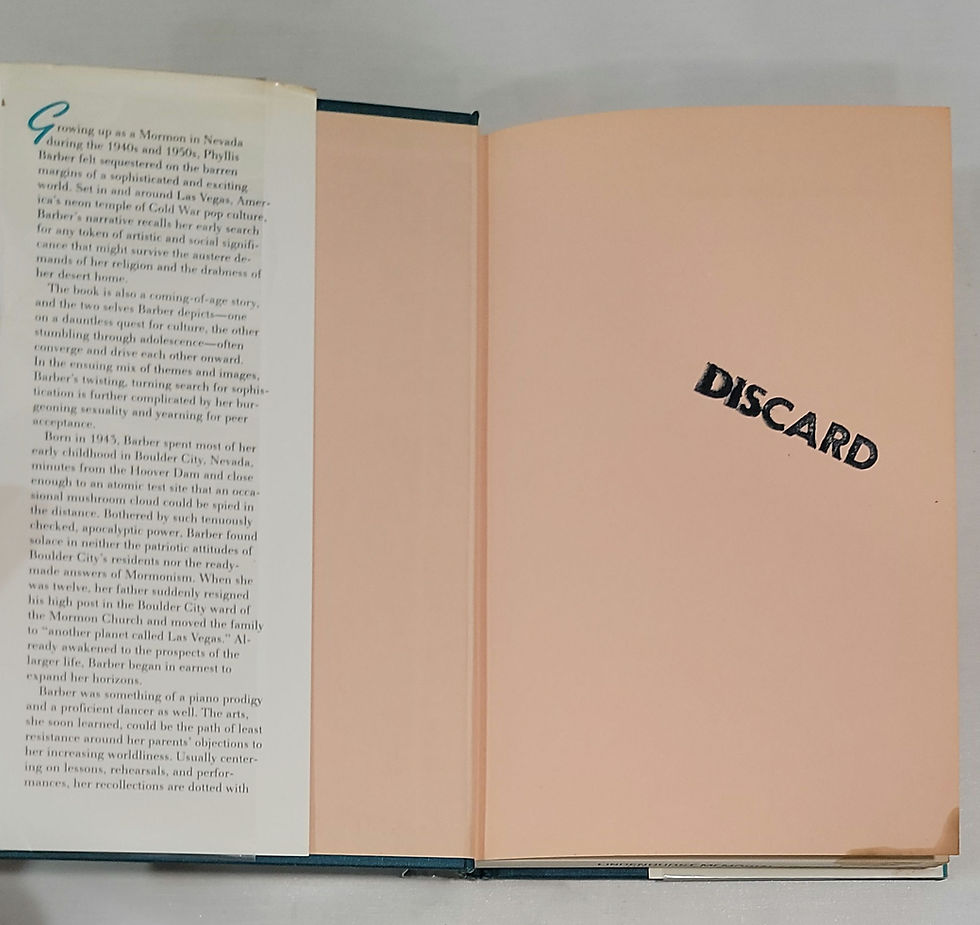 Growing up as a Mormon in Nevada
during the 1940s and 1950s, Phyllis
Barber felt sequestered on the barren
margins of a sophisticated and exciting
world. Set in and around Las Vegas, Amer-
ica's neon temple of Cold War pop culture,
Barber's narrative recalls her early search
for any token of artistic and social signifi-
cance that might survive the austere de-
mands of her religion and the drabness of
her desert home.
The book is also a coming-of-age story,
and the two selves Barber depicts—one
on a dauntless quest for culture, the other
stumbling through adolescence—often
converge and drive each other onward.
In the ensuing mix of themes and images,
Barber's twisting, turning search for sophis-
tication is further complicated by her bur-
geoning sexuality and yearning for peer
acceptance.
Born in 1943, Barber spent most of her
early childhood in Boulder City, Nevada,
minutes from the Hoover Dam and close
enough to an atomic test site that an occa-
sional mushroom cloud could be spied in
the distance. Bothered by such tenuously
checked, apocalyptic power, Barber found
solace in neither the patriotic attitudes of
Boulder City's residents nor the ready-
made answers of Mormonism. When she
was twelve, her father suddenly resigned
his high post in the Boulder City ward of
the Mormon Church and moved the family
to "another planet called Las Vegas." Al-
ready awakened to the prospects of the
larger life, Barber began in earnest to
expand her horizons.
Barber was something of a piano prodigy
and a proficient dancer as well. The arts,
she soon learned, could be the path of least
resistance around her parents' objections to
her increasing worldliness. Usually center-
ing on lessons, rehearsals, and perfor-
mances, her recollections are dotted with
DISCARD